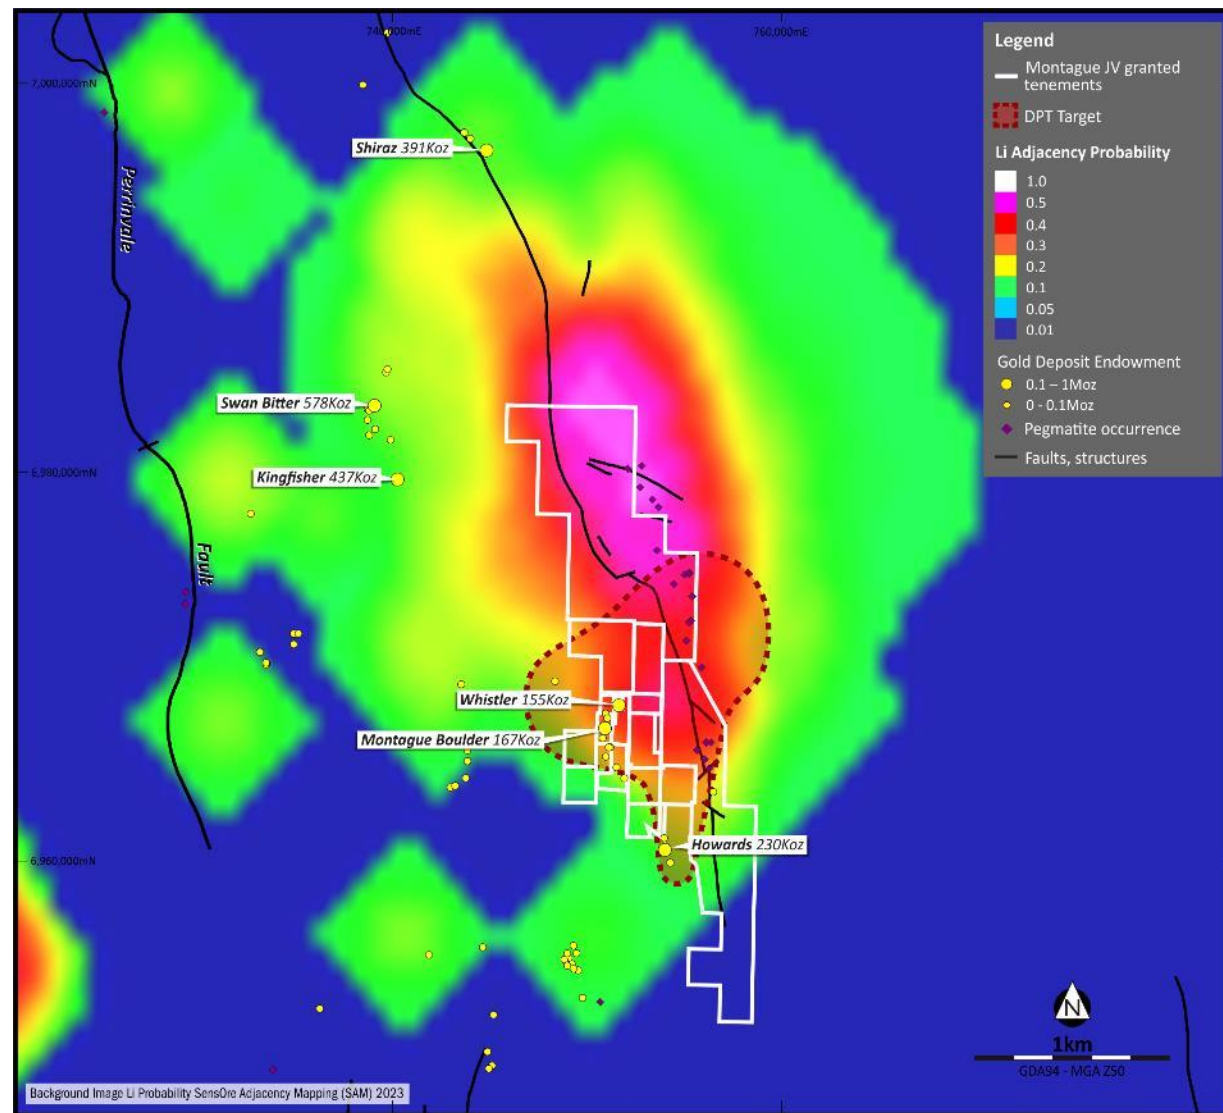 740,000mE
760,000mE
7,000,000mN
6,980,000mN
6,960,000mN
Shiraz 391Koz
Perrinvale
Fault
Swan Bitter 578Koz
Kingfisher 437Koz
Whistler 155Koz
Montague Boulder 167Koz
Howards 230Koz
Legend
Montague JV granted
tenements
DPT Target
Li Adjacency Probability
1.0
0.5
0.4
0.3
0.2
0.1
0.05
0.01
Gold Deposit Endowment
0.1 – 1Moz
0 - 0.1Moz
Pegmatite occurrence
Faults, structures
N
1km
GDA94 - MGA Z50
Background Image Li Probability SensOre Adjacency Mapping (SAM) 2023